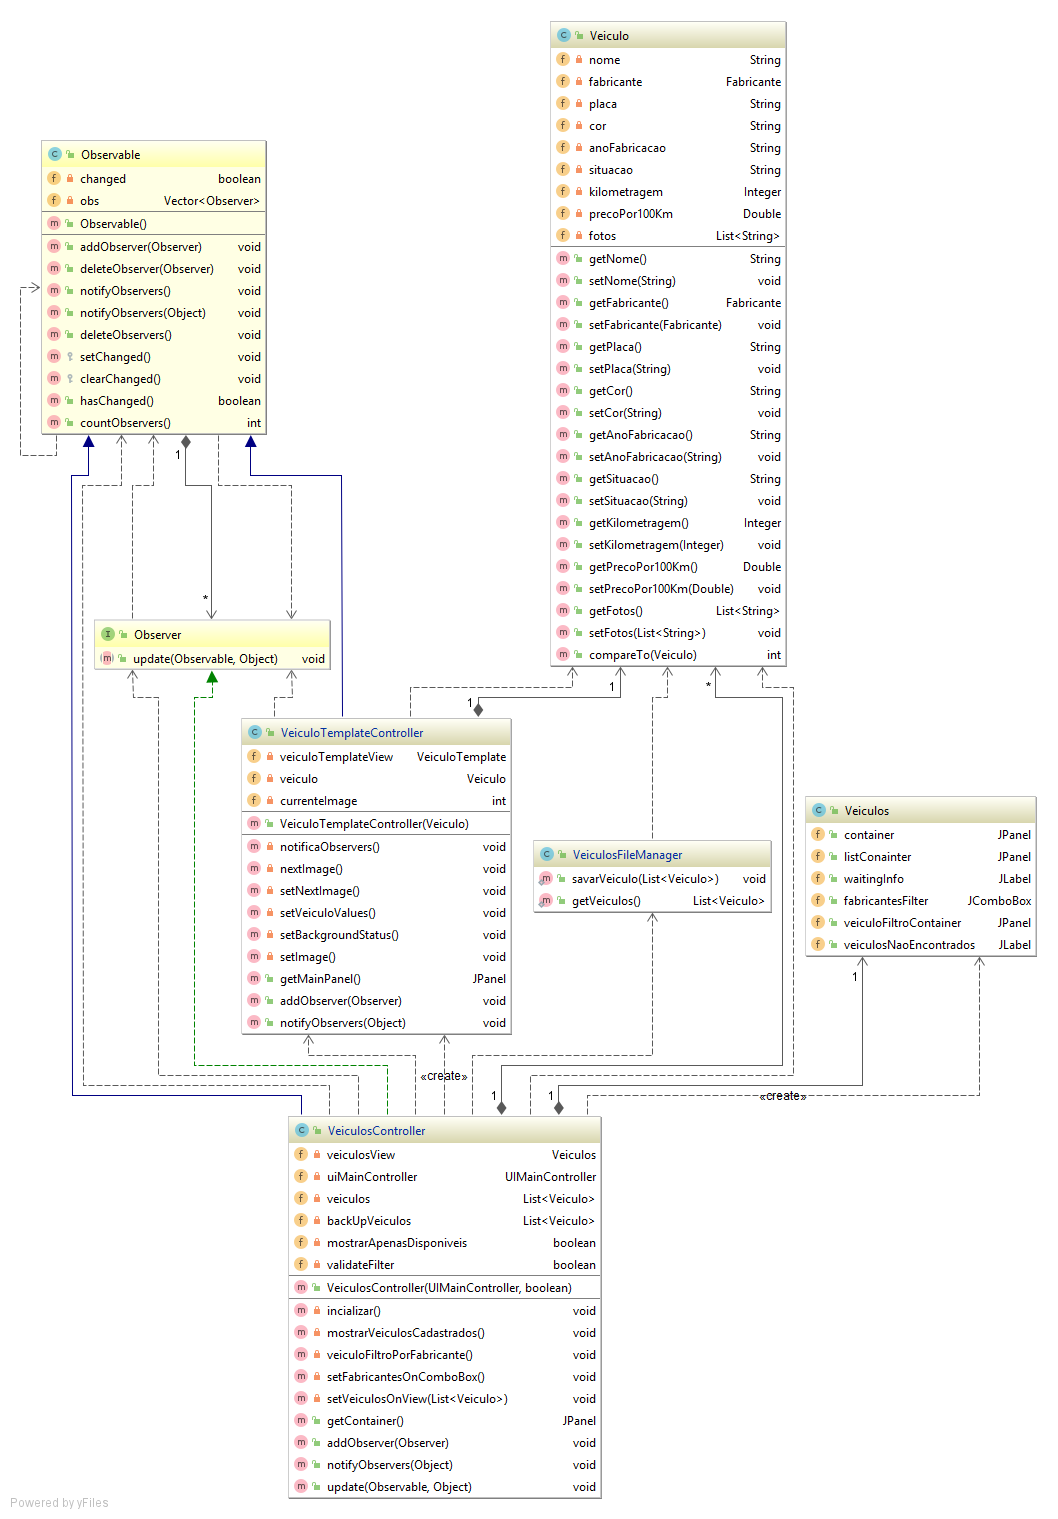 Veiculo
nome String
fabricante Fabricante
placa String
cor String
anoFabricacao String
situacao String
kilometragem Integer
precoPor100Km Double
fotos List<String>
getNome() String
setNome(String) void
getFabricante() Fabricante
setFabricante(Fabricante) void
getPlaca() String
setPlaca(String) void
getCor() String
setCor(String) void
getAnoFabricacao() String
setAnoFabricacao(String) void
getSituacao() String
setSituacao(String) void
getKilometragem() Integer
setKilometragem(Integer) void
getPrecoPor100Km() Double
setPrecoPor100Km(Double) void
getFotos() List<String>
setFotos(List<String>) void
compareTo(Veiculo) int
Observable
changed boolean
obs Vector<Observer>
Observable()
addObserver(Observer) void
deleteObserver(Observer) void
notifyObservers() void
notifyObservers(Object) void
deleteObservers() void
setChanged() void
clearChanged() void
hasChanged() boolean
countObservers() int
1
*
Observer
update(Observable, Object) void
1
1
*
VeiculoTemplateController
veiculoTemplateView VeiculoTemplate
veiculo Veiculo
currenteImage int
VeiculoTemplateController(Veiculo)
notificaObservers() void
nextImage() void
setNextImage() void
setVeiculoValues() void
setBackgroundStatus() void
setImage() void
getMainPanel() JPanel
addObserver(Observer) void
notifyObservers(Object) void
VeiculosFileManager
savarVeiculo(List<Veiculo>) void
getVeiculos() List<Veiculo>
Veiculos
container JPanel
listConainter JPanel
waitingInfo JLabel
fabricantesFilter JComboBox
veiculoFiltroContainer JPanel
veiculosNaoEncontrados JLabel
1
«create»
1
1
«create»
VeiculosController
veiculosView Veiculos
uiMainController UIMainController
veiculos List<Veiculo>
backUpVeiculos List<Veiculo>
mostrarApenasDisponiveis boolean
validateFilter boolean
VeiculosController(UIMainController, boolean)
incializar() void
mostrarVeiculosCadastrados() void
veiculoFiltroPorFabricante() void
setFabricantesOnComboBox() void
setVeiculosOnView(List<Veiculo>) void
getContainer() JPanel
addObserver(Observer) void
notifyObservers(Object) void
update(Observable, Object) void
Powered by yFiles